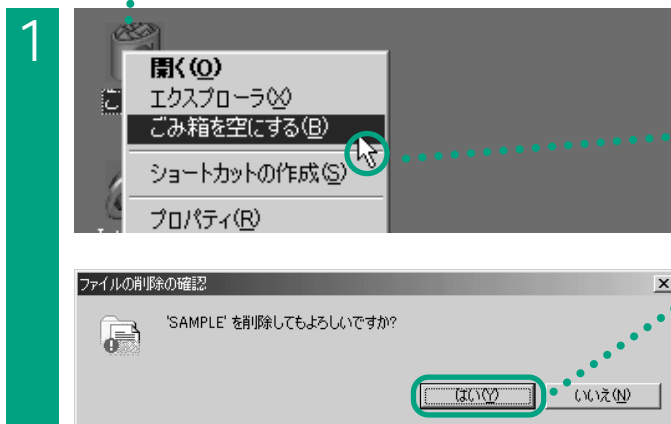 1
開く(O)
ご
エクスプローラ(X)
ごみ箱を空にする(B)
ショートカットの作成(S)
プロパティ(R)
ファイルの削除の確認
'SAMPLE' を削除してもよろしいですか?
はい(Y)
いいえ(N)